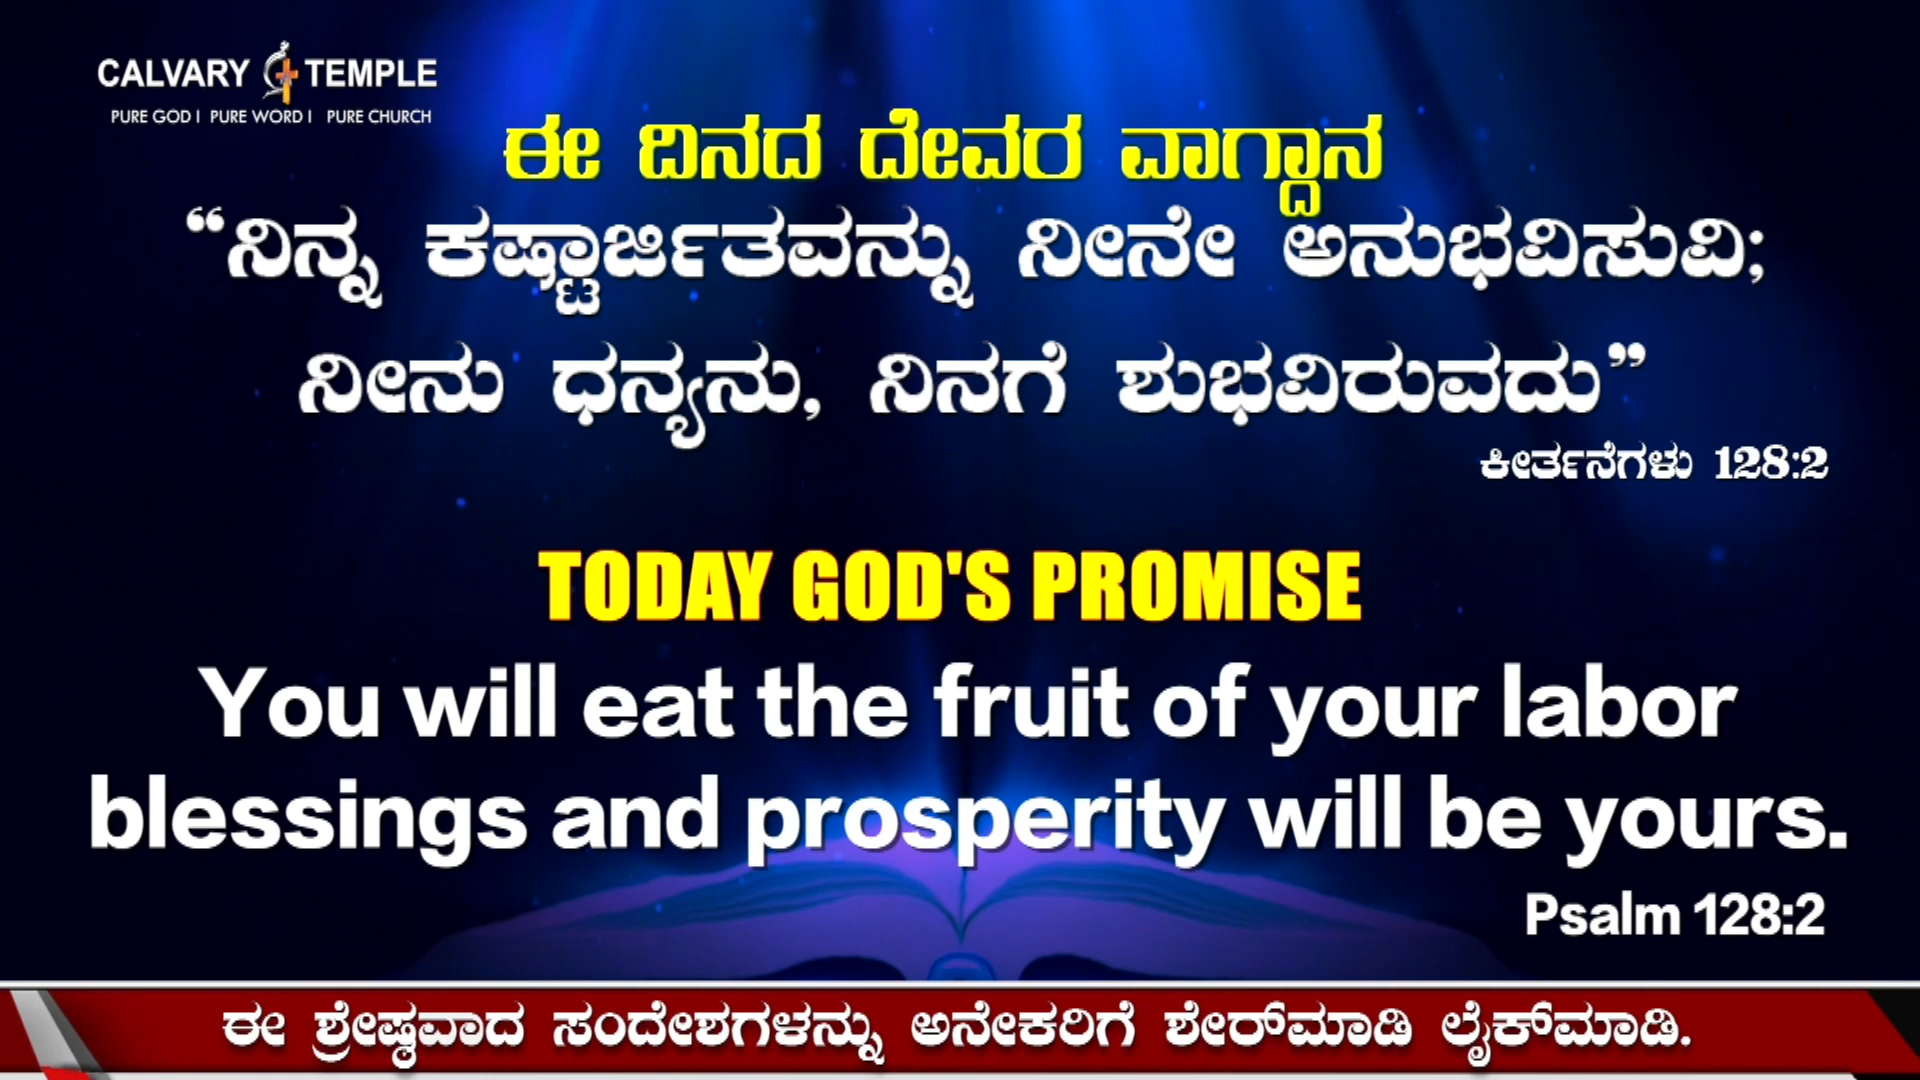 CALVARY TEMPLE
PURE GOD I PURE WORD I PURE CHURCH
ಈ ದಿನದ ದೇವರ ವಾಗ್ದಾನ
“ನಿನ್ನ ಕಷ್ಟಾರ್ಜಿತವನ್ನು ನೀನೇ ಅನುಭವಿಸುವಿ;
ನೀನು ಧನ್ಯನು, ನಿನಗೆ ಶುಭವಿರುವದು”
ಕೀರ್ತನೆಗಳು 128:2
TODAY GOD'S PROMISE
You will eat the fruit of your labor
blessings and prosperity will be yours.
Psalm 128:2
ಈ ಶ್ರೇಷ್ಠವಾದ ಸಂದೇಶಗಳನ್ನು ಅನೇಕರಿಗೆ ಶೇರ್‌ಮಾಡಿ ಲೈಕ್‌ಮಾಡಿ.